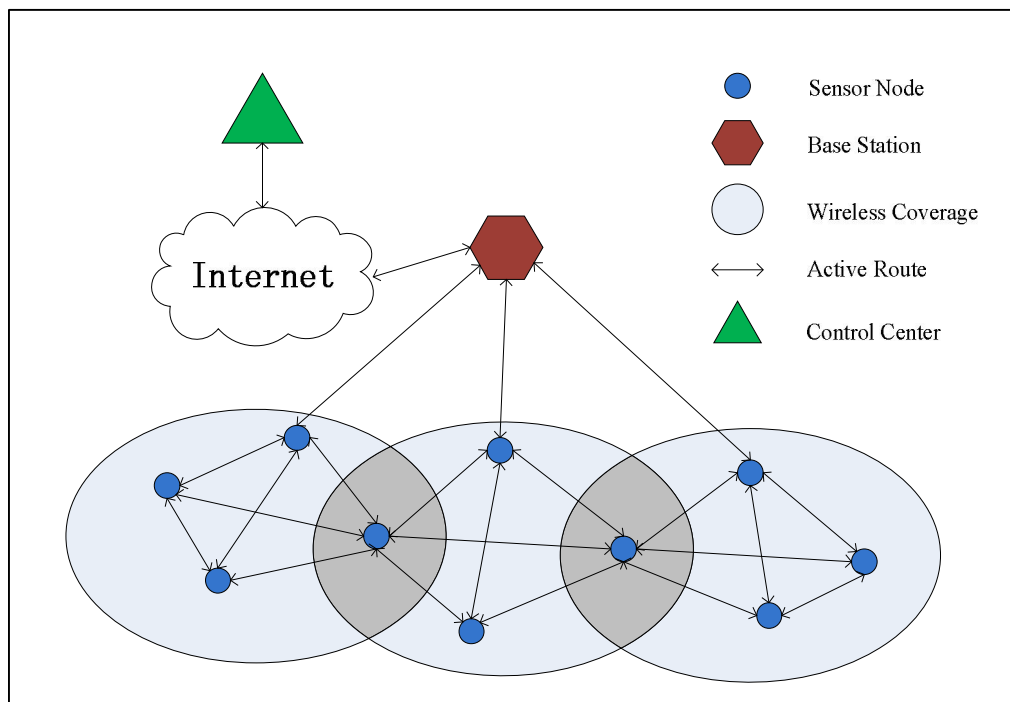 Sensor Node
Base Station
Wireless Coverage
Internet
Active Route
Control Center